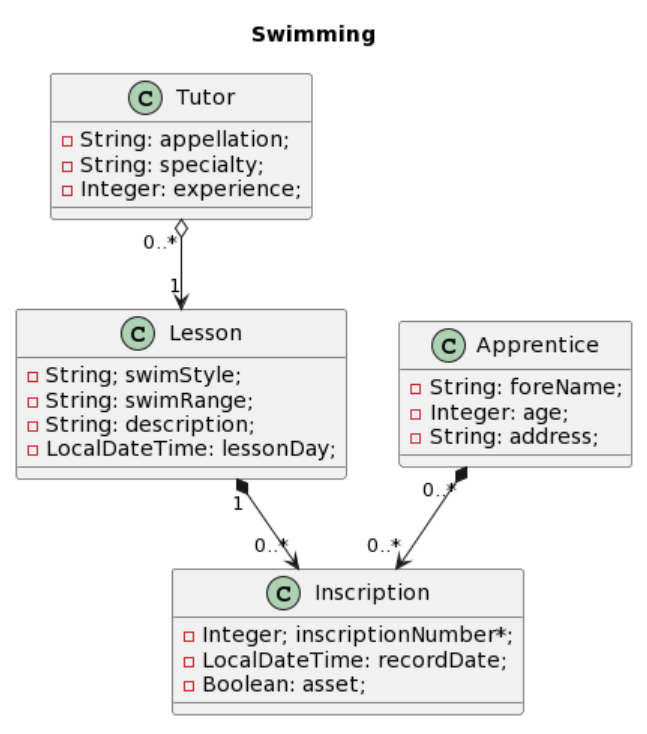 Swimming
C Tutor
String: appellation;
String: specialty;
Integer: experience;
0..*
1
C Lesson
String; swimStyle;
String: swimRange;
String: description;
LocalDateTime: lessonDay;
C Apprentice
String: foreName;
Integer: age;
String: address;
1
0..*
0..*
0..*
C Inscription
Integer; inscriptionNumber*;
LocalDateTime: recordDate;
Boolean: asset;